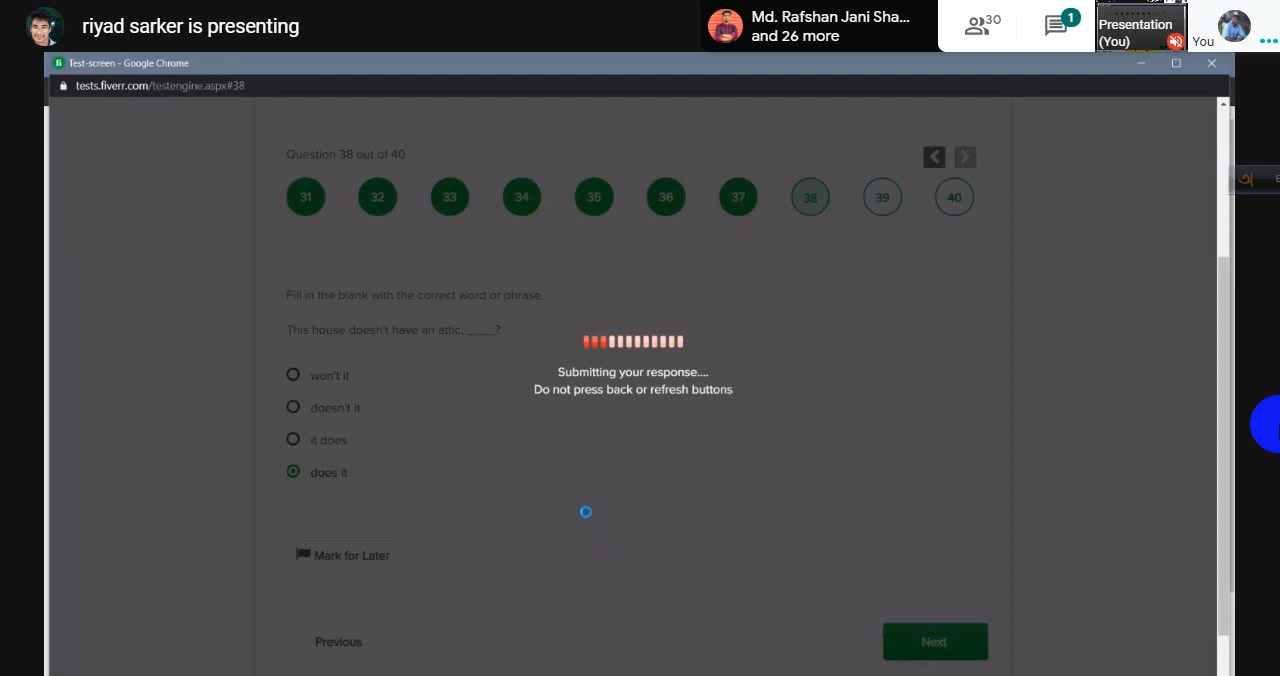 riyad sarker is presenting
Md. Rafshan Jani Sha...
and 26 more
30
1
Presentation
(You)
You
Test-screen - Google Chrome
tests.fiverr.com/testengine.aspx#38
Question 38 out of 40
31 32 33 34 35 36 37 38 39 40
অ
Fill in the blank with the correct word or phrase.
This house doesn't have an attic, _____?
won't it
doesn't it
it does
does it
Submitting your response....
Do not press back or refresh buttons
Mark for Later
Previous
Next